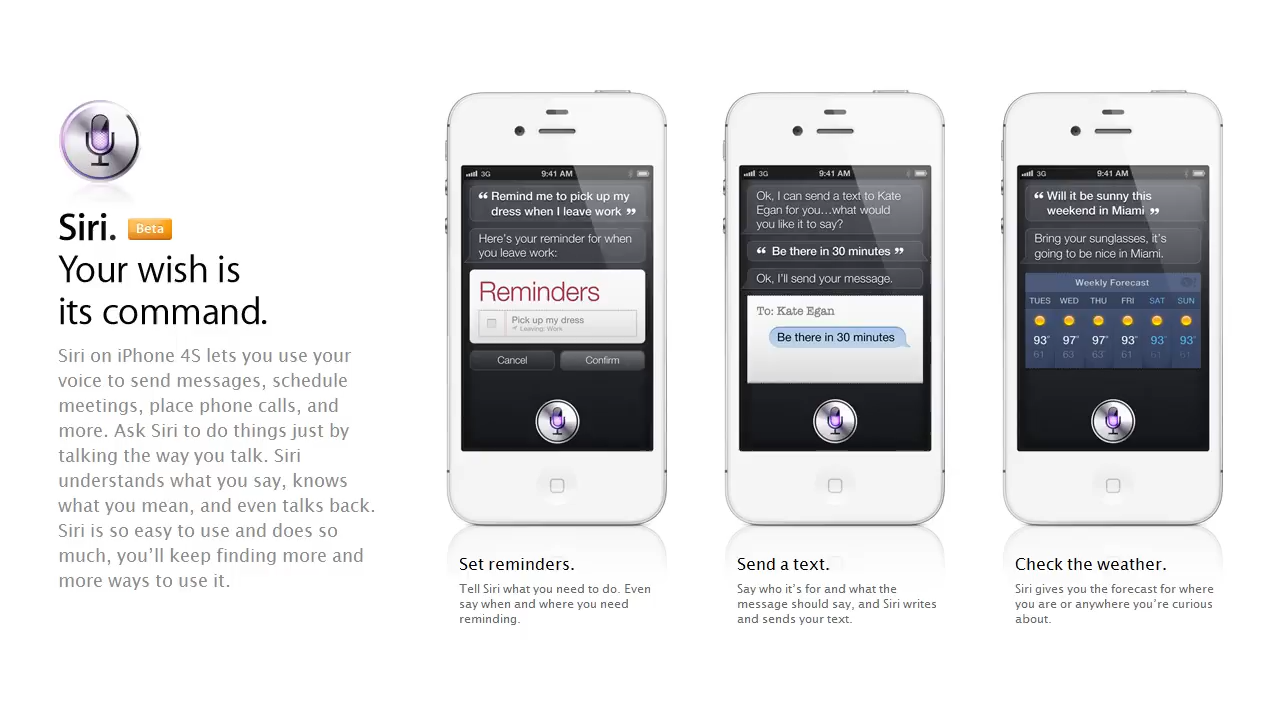 Siri. Beta
Your wish is
its command.
Siri on iPhone 4S lets you use your
voice to send messages, schedule
meetings, place phone calls, and
more. Ask Siri to do things just by
talking the way you talk. Siri
understands what you say, knows
what you mean, and even talks back.
Siri is so easy to use and does so
much, you’ll keep finding more and
more ways to use it.
3G 9:41 AM
“ Remind me to pick up my
dress when I leave work ”
Here’s your reminder for when
you leave work:
Reminders
Pick up my dress
Leaving: Work
Cancel Confirm
Set reminders.
Tell Siri what you need to do. Even
say when and where you need
reminding.
3G 9:41 AM
Ok, I can send a text to Kate
Egan for you…what would
you like it to say?
“ Be there in 30 minutes ”
Ok, I’ll send your message.
To: Kate Egan
Be there in 30 minutes
Send a text.
Say who it’s for and what the
message should say, and Siri writes
and sends your text.
3G 9:41 AM
“ Will it be sunny this
weekend in Miami ”
Bring your sunglasses, it’s
going to be nice in Miami.
Weekly Forecast
TUES WED THU FRI SAT SUN
93° 97° 97° 93° 93° 93°
61 63 63 61 61 61
Check the weather.
Siri gives you the forecast for where
you are or anywhere you’re curious
about.